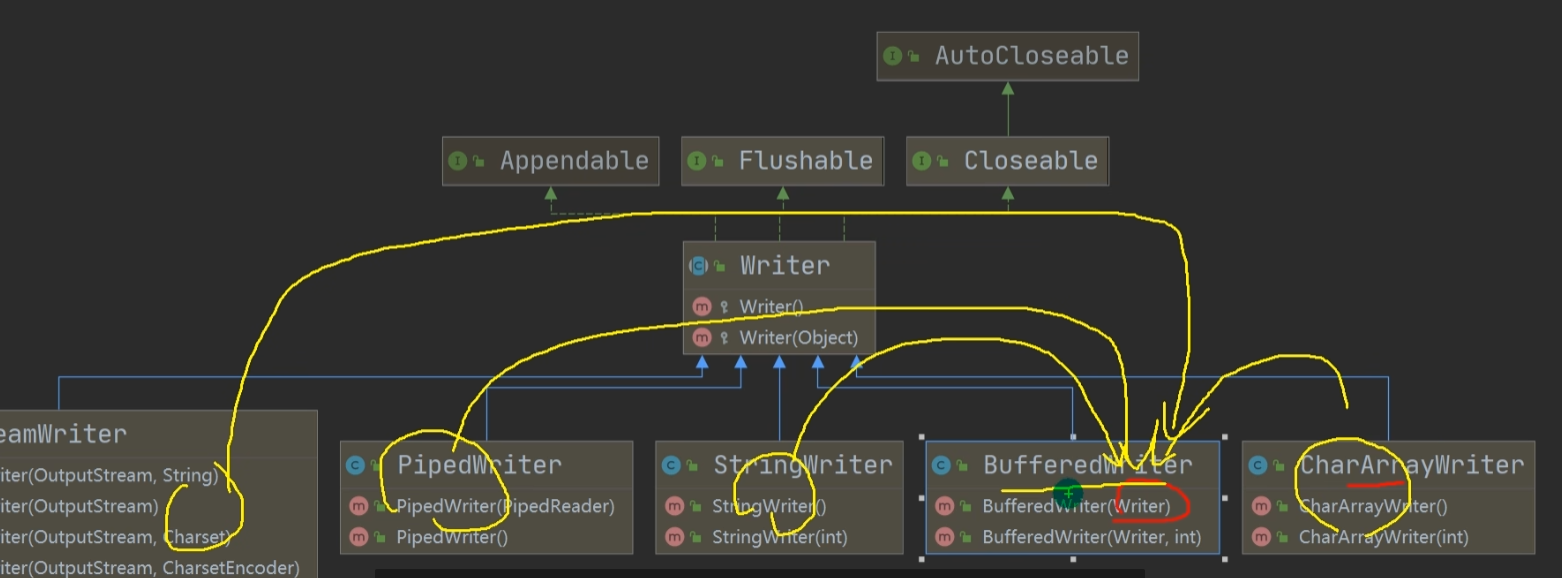 AutoCloseable
Appendable
Flushable
Closeable
Writer
Writer()
Writer(Object)
eamWriter
iter(OutputStream, String)
iter(OutputStream)
iter(OutputStream, Charset)
iter(OutputStream, CharsetEncoder)
PipedWriter
PipedWriter(PipedReader)
PipedWriter()
StringWriter
StringWriter()
StringWriter(int)
BufferedWriter
BufferedWriter(Writer)
BufferedWriter(Writer, int)
CharArrayWriter
CharArrayWriter()
CharArrayWriter(int)